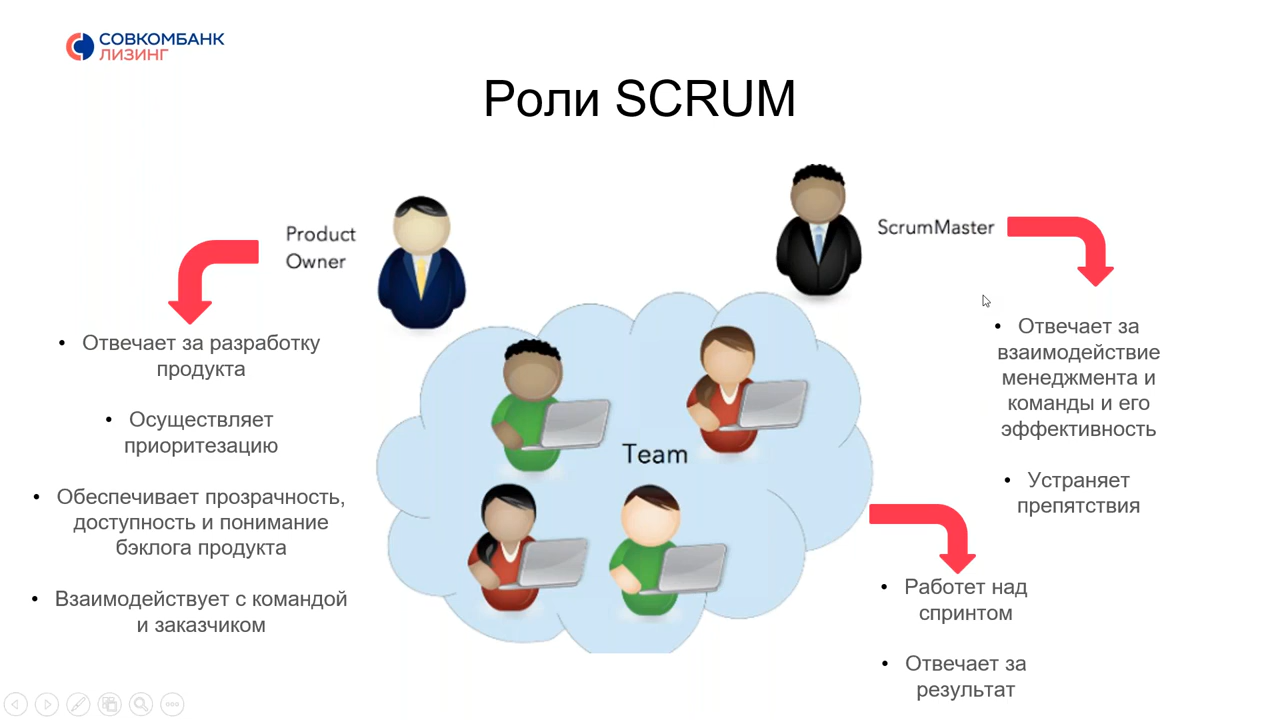 СОВКОМБАНК
ЛИЗИНГ
Роли SCRUM
Product
Owner
• Отвечает за разработку
продукта
• Осуществляет
приоритезацию
• Обеспечивает прозрачность,
доступность и понимание
бэклога продукта
• Взаимодействует с командой
и заказчиком
Team
ScrumMaster
• Отвечает за
взаимодействие
менеджмента и
команды и его
эффективность
• Устраняет
препятствия
• Работет над
спринтом
• Отвечает за
результат